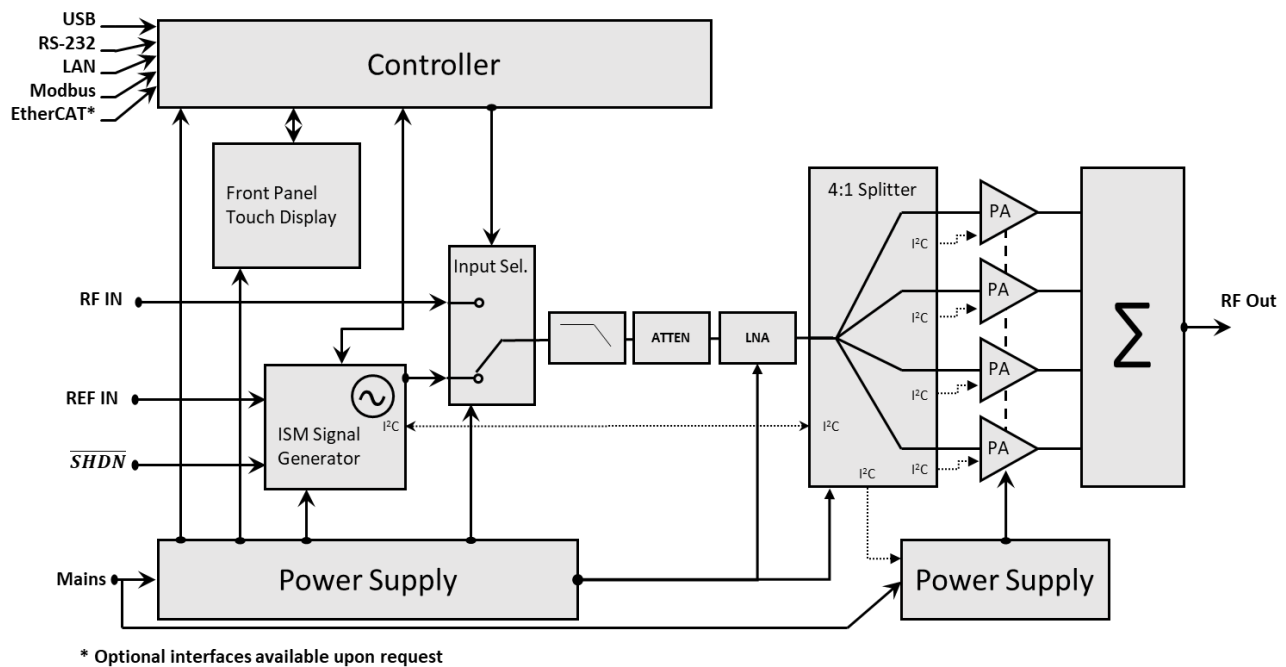 USB
RS-232
LAN
Modbus
EtherCAT*
Controller
Front Panel
Touch Display
4:1 Splitter
PA
I²C
Input Sel.
RF IN
PA
I²C
RF Out
ATTEN
LNA
Σ
PA
I²C
REF IN
I²C
ISM Signal
Generator
I²C
PA
I²C
SHDN
I²C
Mains
Power Supply
Power Supply
* Optional interfaces available upon request